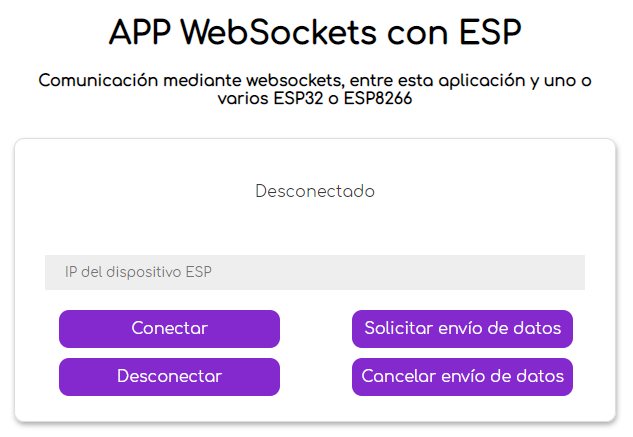 APP WebSockets con ESP
Comunicación mediante websockets, entre esta aplicación y uno o
varios ESP32 o ESP8266
Desconectado
IP del dispositivo ESP
Conectar
Solicitar envío de datos
Desconectar
Cancelar envío de datos